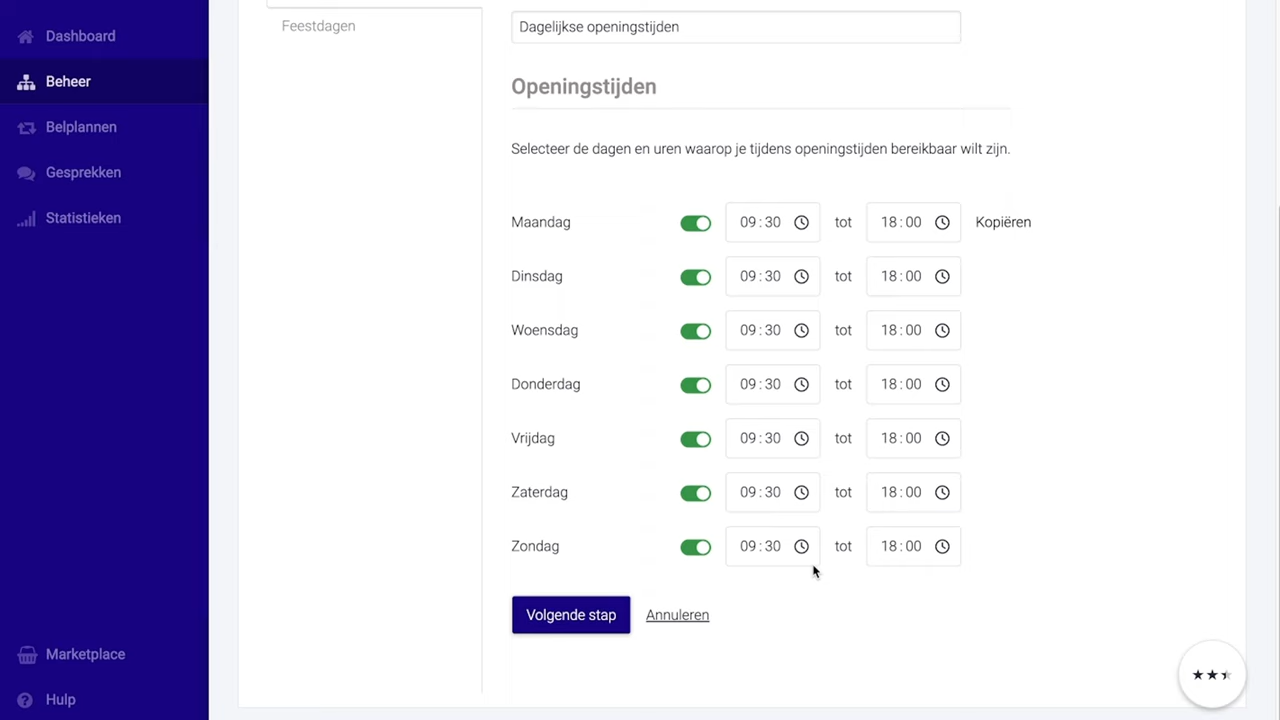 Dashboard
Beheer
Belplannen
Gesprekken
Statistieken
Marketplace
Hulp
Feestdagen
Dagelijkse openingstijden
Openingstijden
Selecteer de dagen en uren waarop je tijdens openingstijden bereikbaar wilt zijn.
Maandag 09:30 tot 18:00 Kopiëren
Dinsdag 09:30 tot 18:00
Woensdag 09:30 tot 18:00
Donderdag 09:30 tot 18:00
Vrijdag 09:30 tot 18:00
Zaterdag 09:30 tot 18:00
Zondag 09:30 tot 18:00
Volgende stap Annuleren